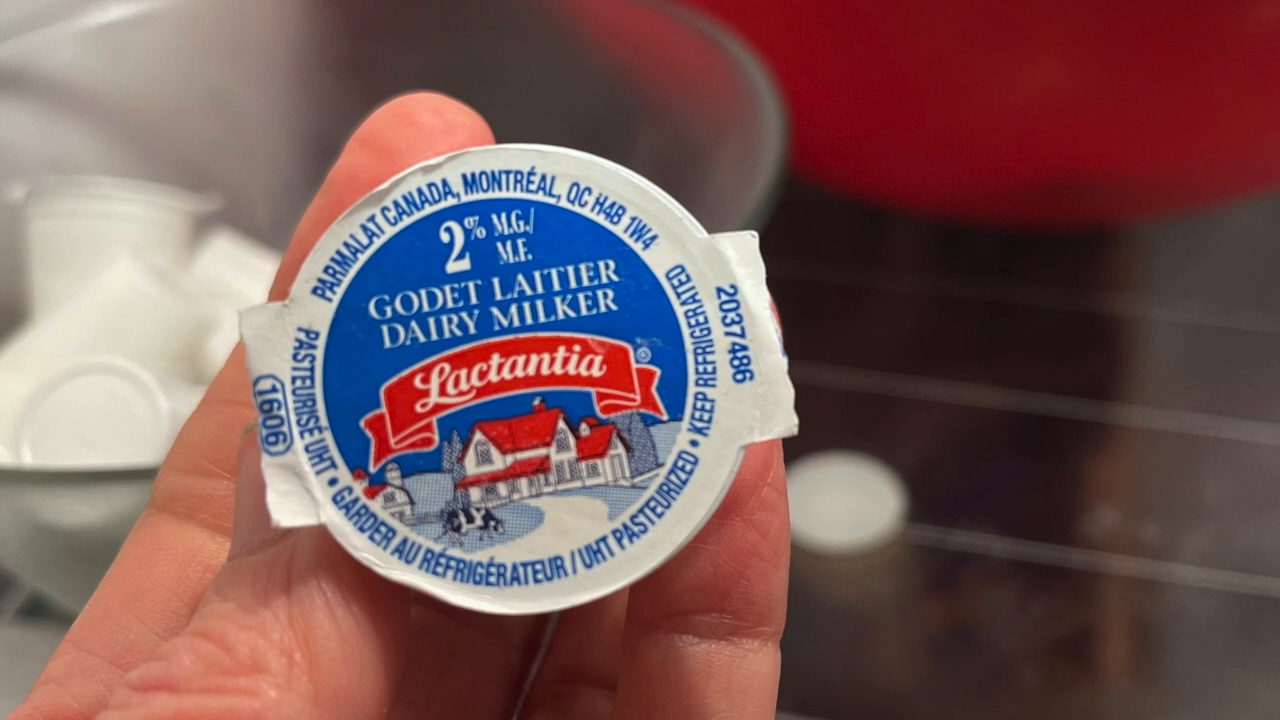 PARMALAT CANADA, MONTRÉAL, QC H4B 1W4
2% M.G./
M.F.
GODET LAITIER
DAIRY MILKER
Lactantia®
PASTEURISÉ UHT • GARDER AU RÉFRIGÉRATEUR / UHT PASTEURIZED • KEEP REFRIGERATED
1606
2037486